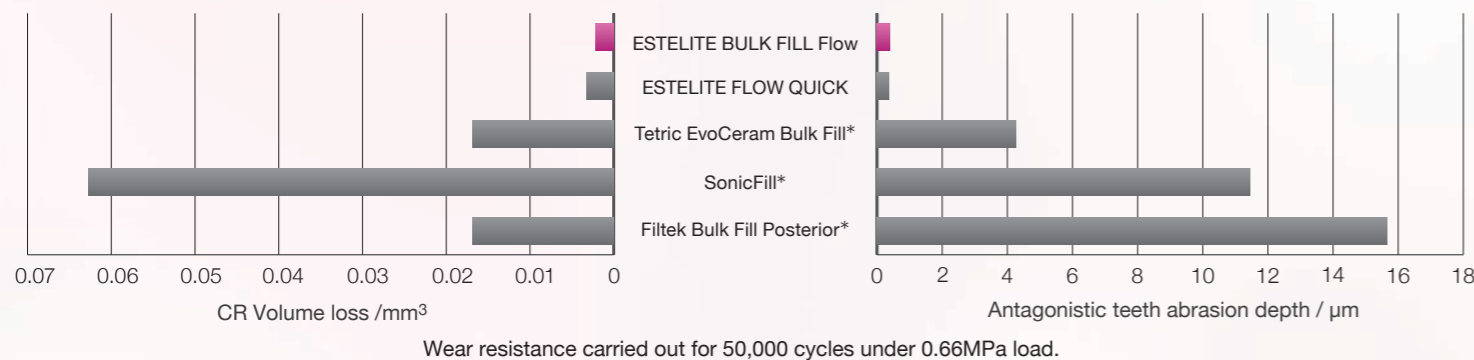 ESTELITE BULK FILL Flow
ESTELITE FLOW QUICK
Tetric EvoCeram Bulk Fill*
SonicFill*
Filtek Bulk Fill Posterior*
0.07 0.06 0.05 0.04 0.03 0.02 0.01 0
CR Volume loss /mm³
0 2 4 6 8 10 12 14 16 18
Antagonistic teeth abrasion depth / µm
Wear resistance carried out for 50,000 cycles under 0.66MPa load.